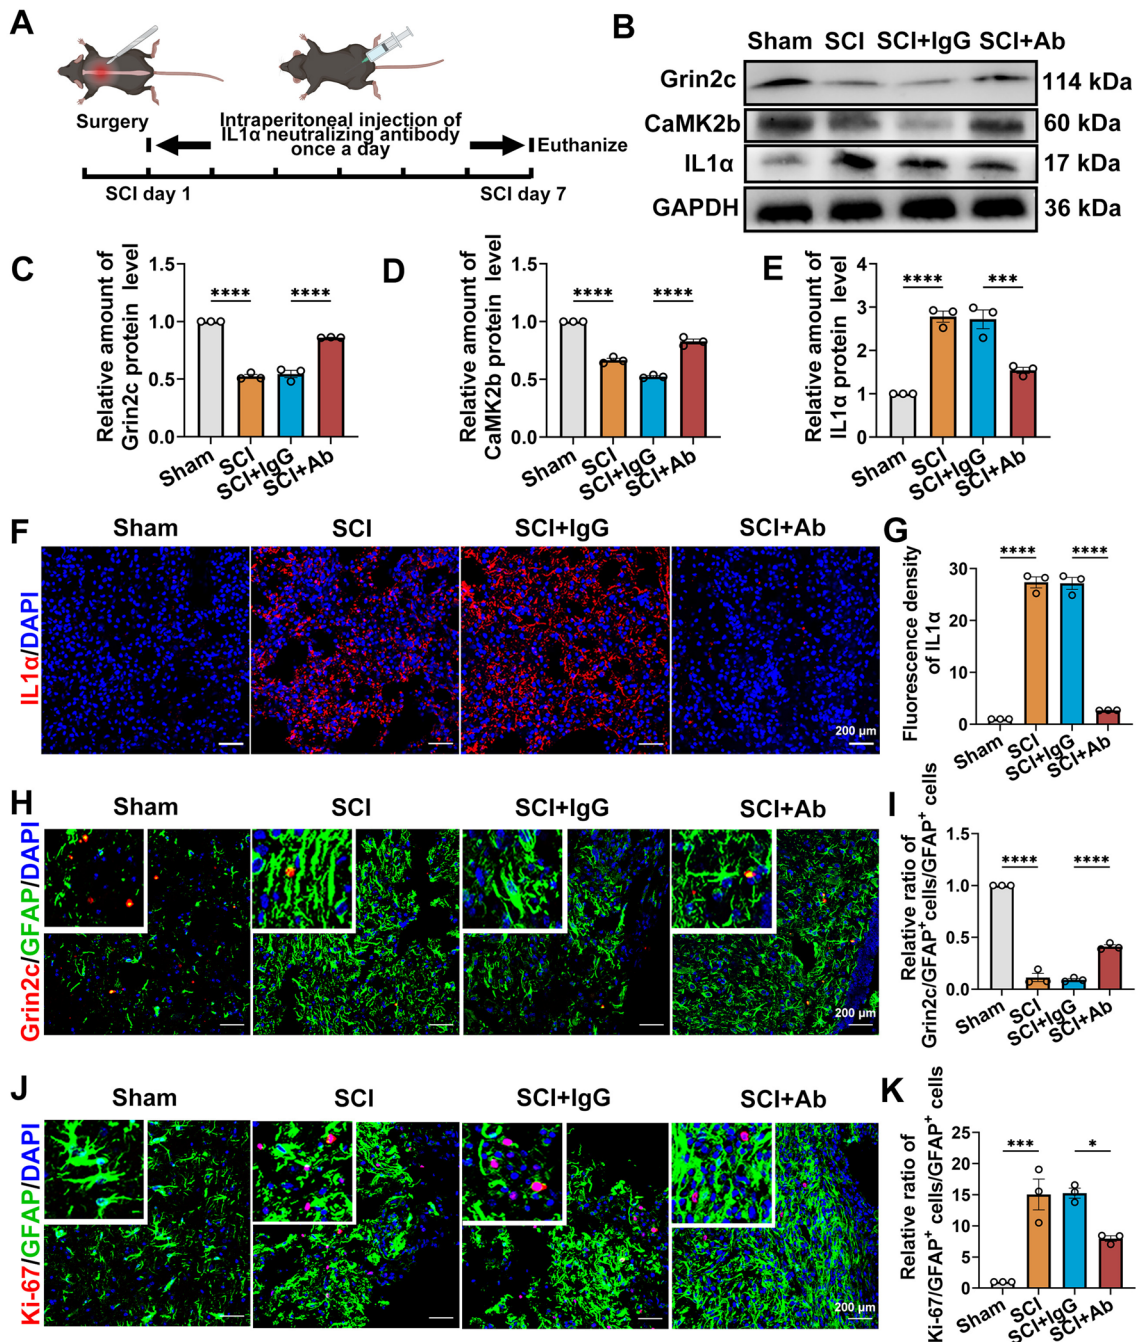 A
Surgery
Intraperitoneal injection of
IL1α neutralizing antibody
once a day
Euthanize
SCI day 1
SCI day 7
B
Sham SCI SCI+IgG SCI+Ab
Grin2c 114 kDa
CaMK2b 60 kDa
IL1α 17 kDa
GAPDH 36 kDa
C
Relative amount of
Grin2c protein level
1.5
1.0
0.5
0.0
**** ****
Sham
SCI
SCI+IgG
SCI+Ab
D
Relative amount of
CaMK2b protein level
1.5
1.0
0.5
0.0
**** ****
Sham
SCI
SCI+IgG
SCI+Ab
E
Relative amount of
IL1α protein level
4
3
2
1
0
**** ***
Sham
SCI
SCI+IgG
SCI+Ab
F
Sham SCI SCI+IgG SCI+Ab
IL1α/DAPI
200 μm
G
Fluorescence density
of IL1α
30
20
10
0
**** ****
Sham
SCI
SCI+IgG
SCI+Ab
H
Sham SCI SCI+IgG SCI+Ab
Grin2c/GFAP/DAPI
200 μm
I
Relative ratio of
Grin2c/GFAP⁺cells/GFAP⁺ cells
1.5
1.0
0.5
0.0
**** ****
Sham
SCI
SCI+IgG
SCI+Ab
J
Sham SCI SCI+IgG SCI+Ab
Ki-67/GFAP/DAPI
200 μm
K
Relative ratio of
Ki-67/GFAP⁺ cells/GFAP⁺ cells
25
20
15
10
5
0
*** *
Sham
SCI
SCI+IgG
SCI+Ab